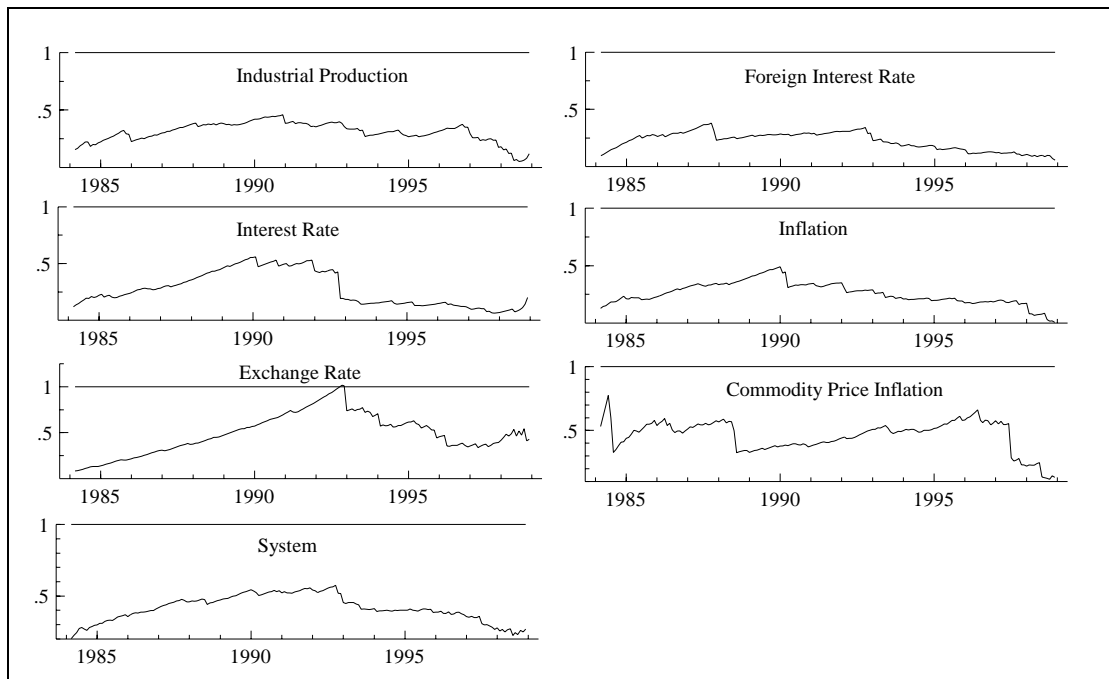 Industrial Production
1
.5
1985 1990 1995
Foreign Interest Rate
1
.5
1985 1990 1995
Interest Rate
1
.5
1985 1990 1995
Inflation
1
.5
1985 1990 1995
Exchange Rate
1
.5
1985 1990 1995
Commodity Price Inflation
1
.5
1985 1990 1995
System
1
.5
1985 1990 1995